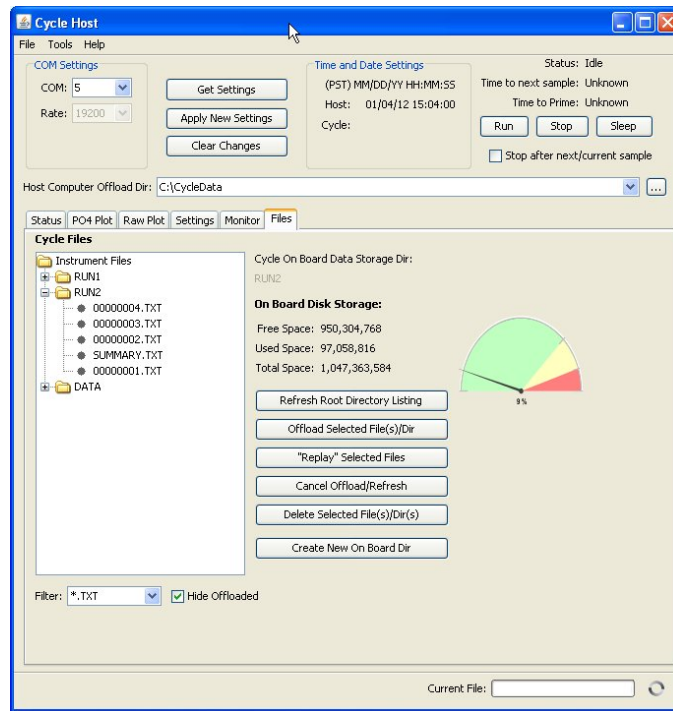 Cycle Host
File Tools Help
COM Settings
COM: 5
Rate: 19200
Get Settings
Apply New Settings
Clear Changes
Time and Date Settings
(PST) MM/DD/YY HH:MM:SS
Host: 01/04/12 15:04:00
Cycle:
Status: Idle
Time to next sample: Unknown
Time to Prime: Unknown
Run Stop Sleep
Stop after next/current sample
Host Computer Offload Dir: C:\CycleData ...
Status PO4 Plot Raw Plot Settings Monitor Files
Cycle Files
Instrument Files
RUN1
RUN2
00000004.TXT
00000003.TXT
00000002.TXT
SUMMARY.TXT
00000001.TXT
DATA
Cycle On Board Data Storage Dir:
RUN2
On Board Disk Storage:
Free Space: 950,304,768
Used Space: 97,058,816
Total Space: 1,047,363,584
9%
Refresh Root Directory Listing
Offload Selected File(s)/Dir
"Replay" Selected Files
Cancel Offload/Refresh
Delete Selected File(s)/Dir(s)
Create New On Board Dir
Filter: *.TXT Hide Offloaded
Current File: